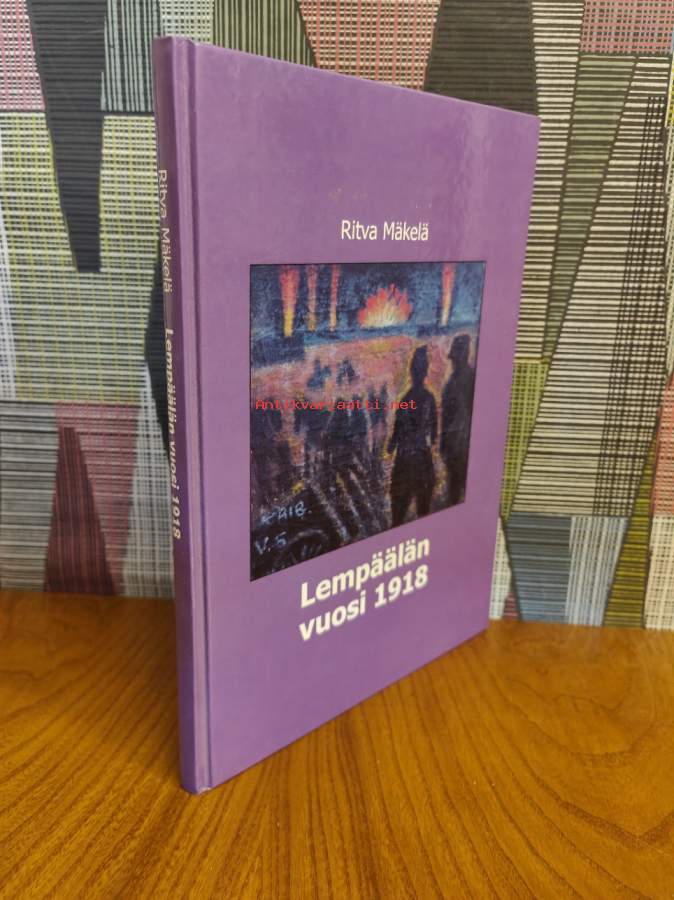 Ritva Mäkelä Lempäälän vuosi 1918
Ritva Mäkelä
Antikvariaatti.net
V. S
Lempäälän
vuosi 1918